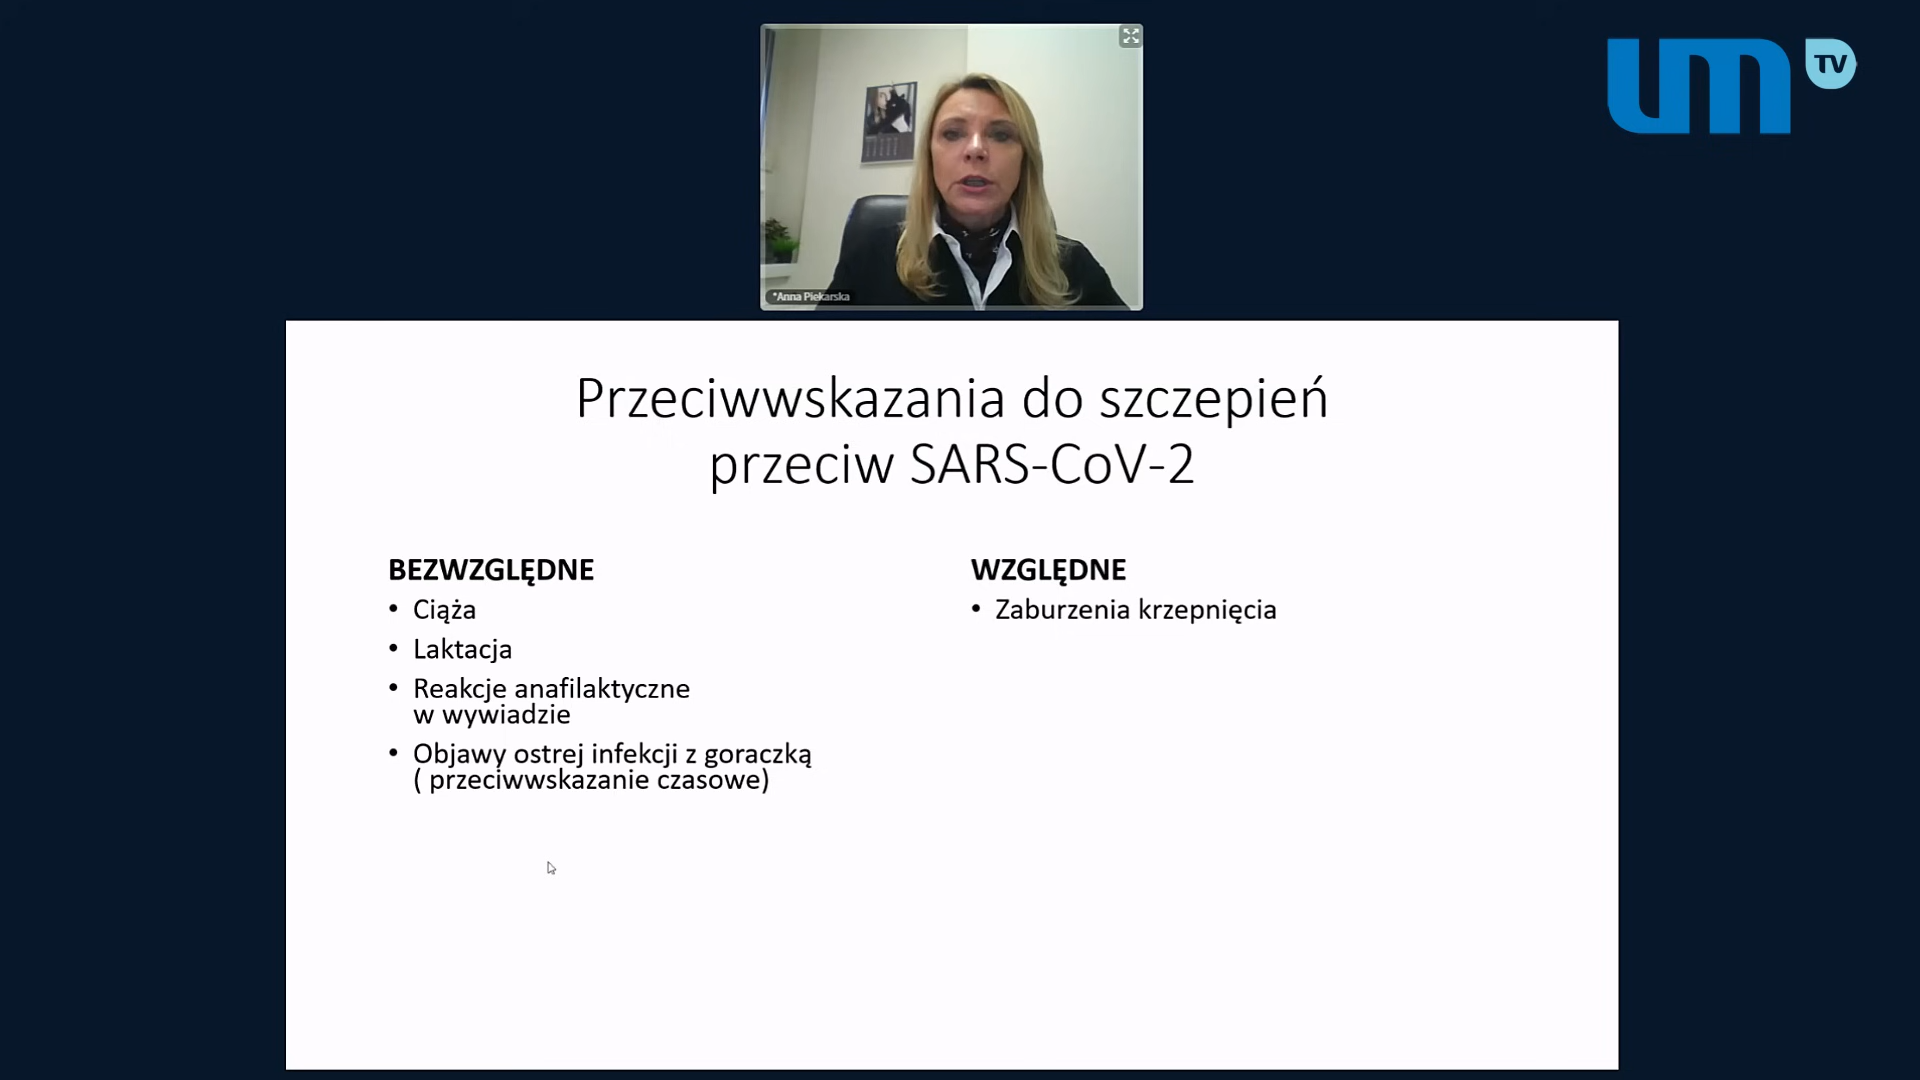 um TV
*Anna Piekarska
Przeciwwskazania do szczepień
przeciw SARS-CoV-2
BEZWZGLĘDNE
• Ciąża
• Laktacja
• Reakcje anafilaktyczne
w wywiadzie
• Objawy ostrej infekcji z goraczką
( przeciwwskazanie czasowe)
WZGLĘDNE
• Zaburzenia krzepnięcia